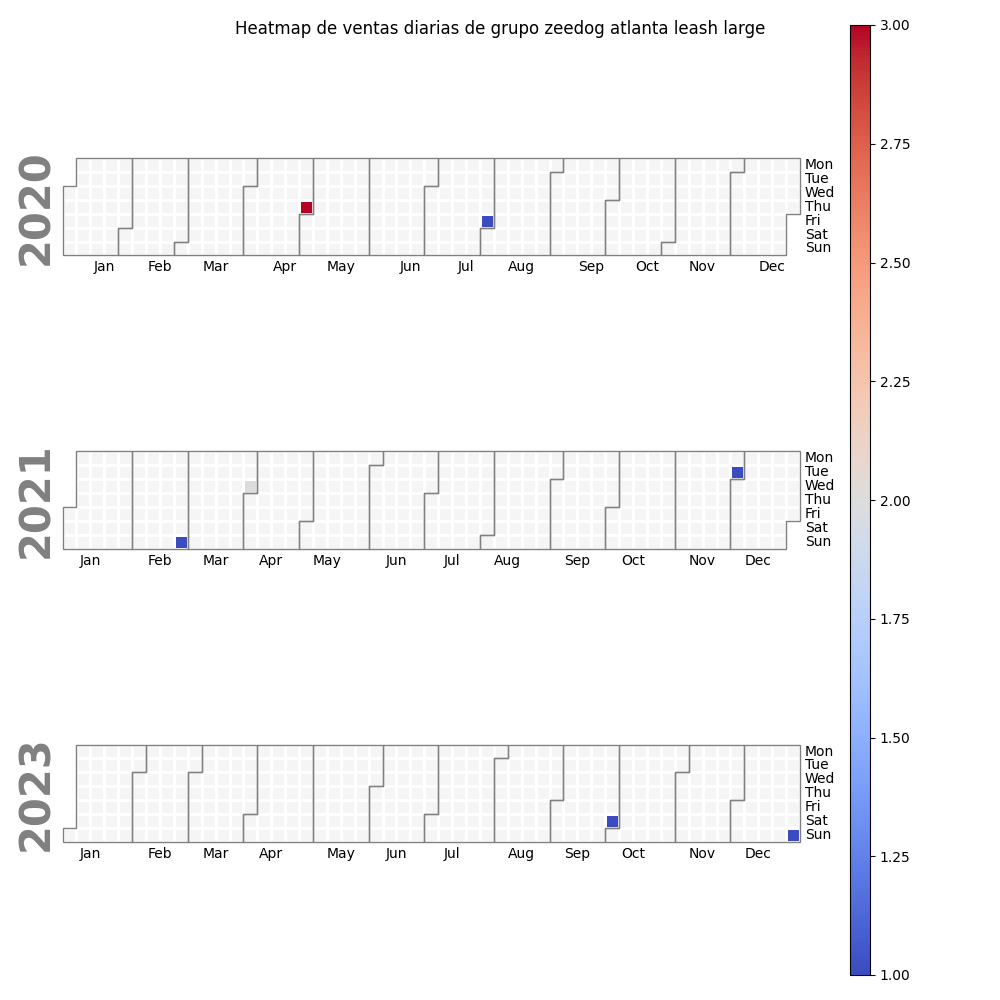 Heatmap de ventas diarias de grupo zeedog atlanta leash large
2020
Mon
Tue
Wed
Thu
Fri
Sat
Sun
Jan Feb Mar Apr May Jun Jul Aug Sep Oct Nov Dec
2021
Mon
Tue
Wed
Thu
Fri
Sat
Sun
Jan Feb Mar Apr May Jun Jul Aug Sep Oct Nov Dec
2023
Mon
Tue
Wed
Thu
Fri
Sat
Sun
Jan Feb Mar Apr May Jun Jul Aug Sep Oct Nov Dec
3.00
2.75
2.50
2.25
2.00
1.75
1.50
1.25
1.00